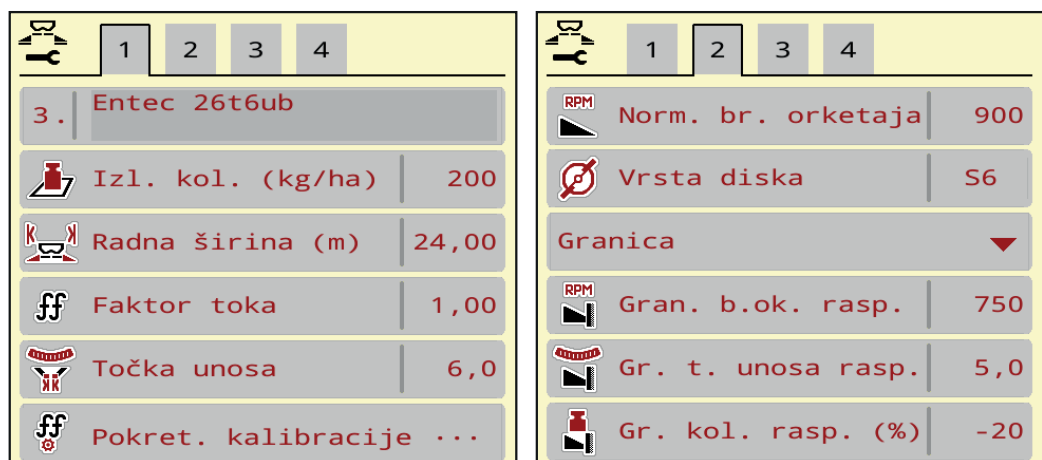 1 2 3 4
3. Entec 26t6ub
Izl. kol. (kg/ha) 200
Radna širina (m) 24,00
Faktor toka 1,00
Točka unosa 6,0
Pokret. kalibracije ...
1 2 3 4
RPM Norm. br. orketaja 900
Vrsta diska S6
Granica
RPM Gran. b.ok. rasp. 750
Gr. t. unosa rasp. 5,0
Gr. kol. rasp. (%) -20